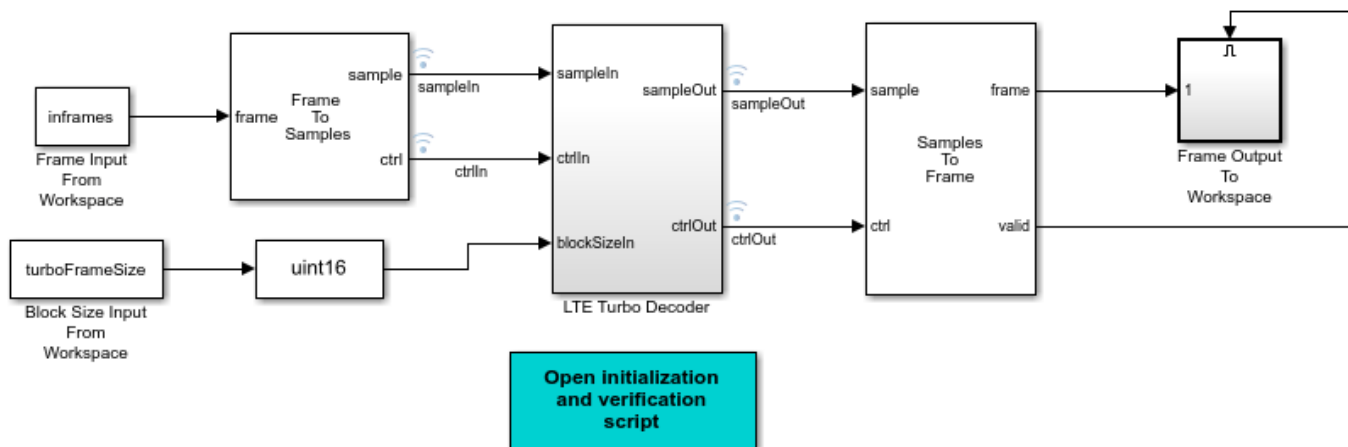 inframes
Frame Input
From
Workspace
frame
Frame
To
Samples
sample
ctrl
sampleIn
ctrlIn
turboFrameSize
Block Size Input
From
Workspace
uint16
sampleIn
ctrlIn
blockSizeIn
sampleOut
ctrlOut
LTE Turbo Decoder
sampleOut
ctrlOut
sample
ctrl
Samples
To
Frame
frame
valid
1
Frame Output
To
Workspace
Open initialization
and verification
script